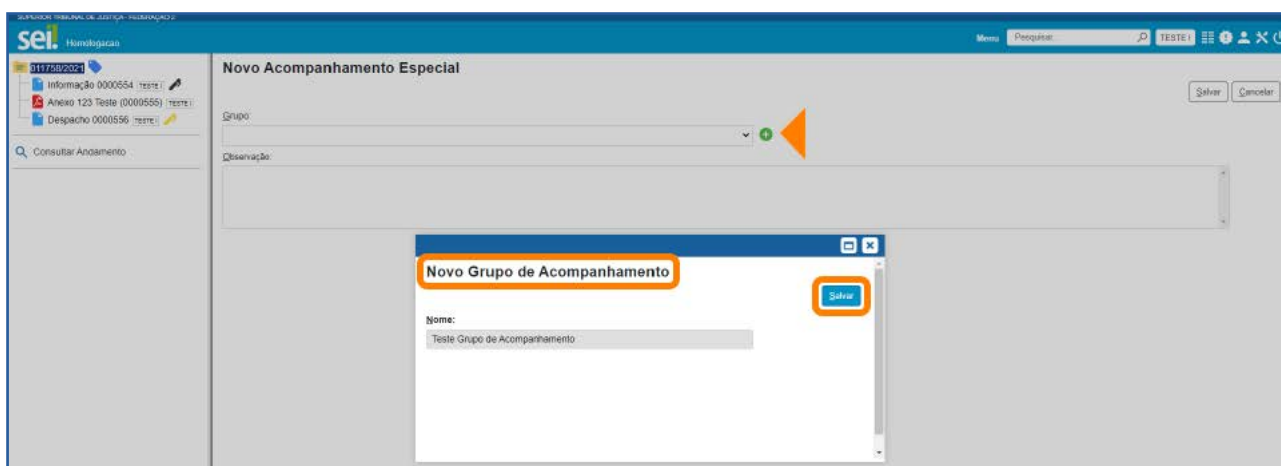 SUPERIOR TRIBUNAL DE JUSTIÇA - FEDERAÇÃO 2
sei! Homologacao
Menu Pesquisar... TESTE I
011758/2021
Informação 0000554 TESTE I
Anexo 123 Teste (0000555) TESTE I
Despacho 0000556 TESTE I
Consultar Andamento
Novo Acompanhamento Especial
Salvar Cancelar
Grupo:
Observação:
Novo Grupo de Acompanhamento
Salvar
Nome:
Teste Grupo de Acompanhamento